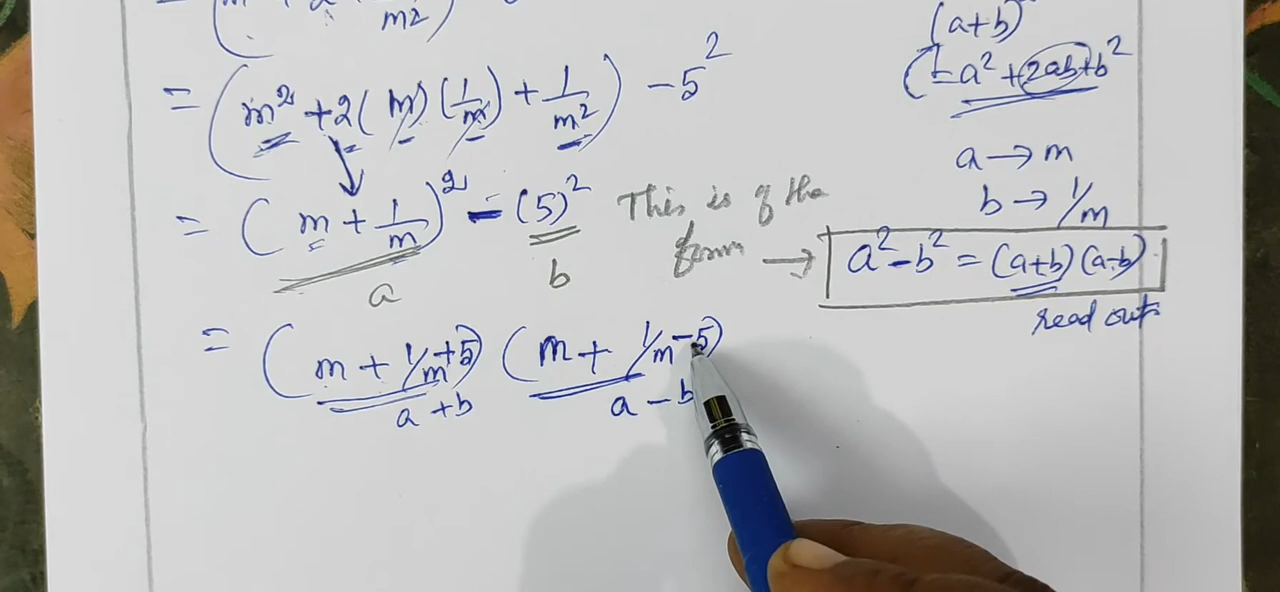 m2
(a+b)
= (m² + 2(m)(1/m) + 1/m²) - 5²
a² + 2ab + b²
a → m
b → 1/m
= (m + 1/m)² - (5)²
This is of the
form → a² - b² = (a+b)(a-b)
a
b
read out
= (m + 1/m + 5) (m + 1/m - 5)
a + b
a - b